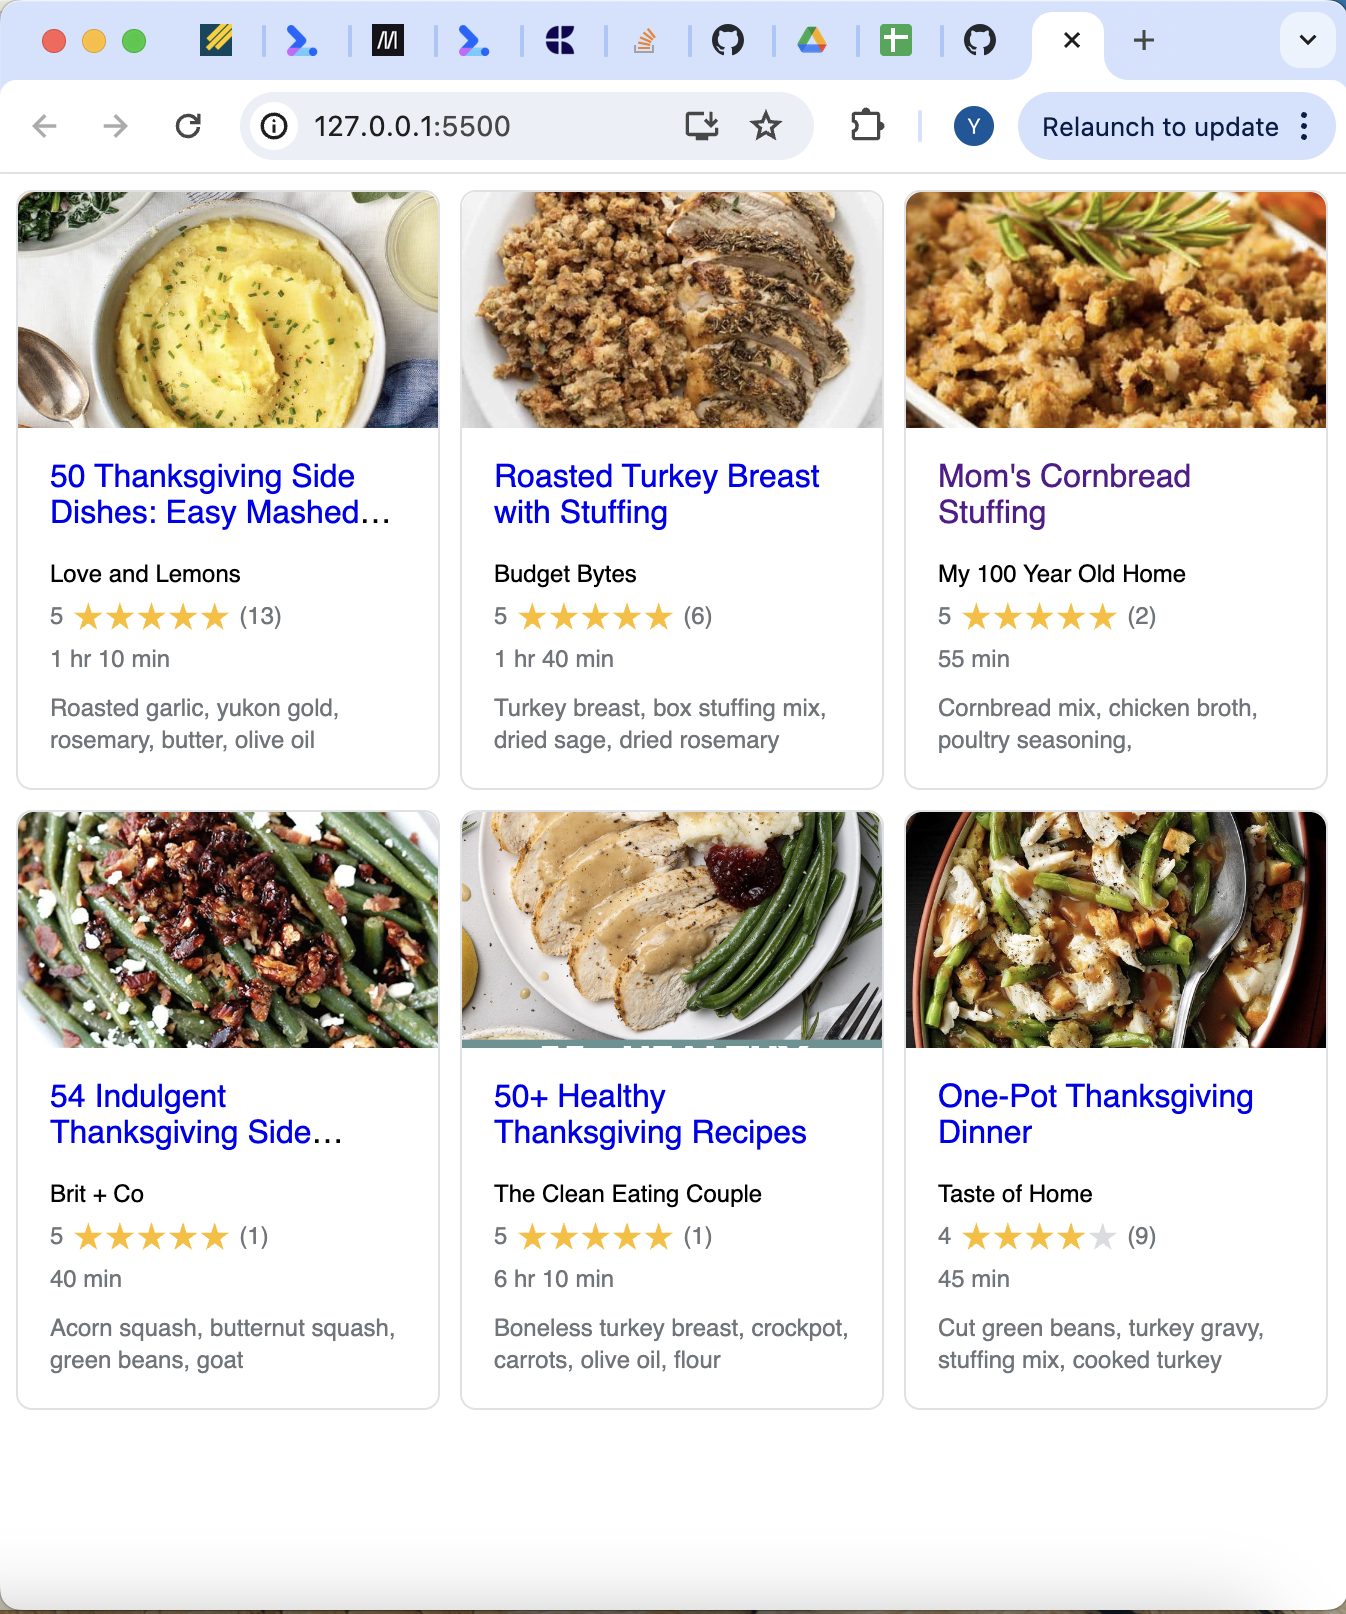 127.0.0.1:5500
Y
Relaunch to update
50 Thanksgiving Side
Dishes: Easy Mashed...
Love and Lemons
5 ★★★★★ (13)
1 hr 10 min
Roasted garlic, yukon gold,
rosemary, butter, olive oil
Roasted Turkey Breast
with Stuffing
Budget Bytes
5 ★★★★★ (6)
1 hr 40 min
Turkey breast, box stuffing mix,
dried sage, dried rosemary
Mom's Cornbread
Stuffing
My 100 Year Old Home
5 ★★★★★ (2)
55 min
Cornbread mix, chicken broth,
poultry seasoning,
54 Indulgent
Thanksgiving Side...
Brit + Co
5 ★★★★★ (1)
40 min
Acorn squash, butternut squash,
green beans, goat
50+ Healthy
Thanksgiving Recipes
The Clean Eating Couple
5 ★★★★★ (1)
6 hr 10 min
Boneless turkey breast, crockpot,
carrots, olive oil, flour
One-Pot Thanksgiving
Dinner
Taste of Home
4 ★★★★★ (9)
45 min
Cut green beans, turkey gravy,
stuffing mix, cooked turkey